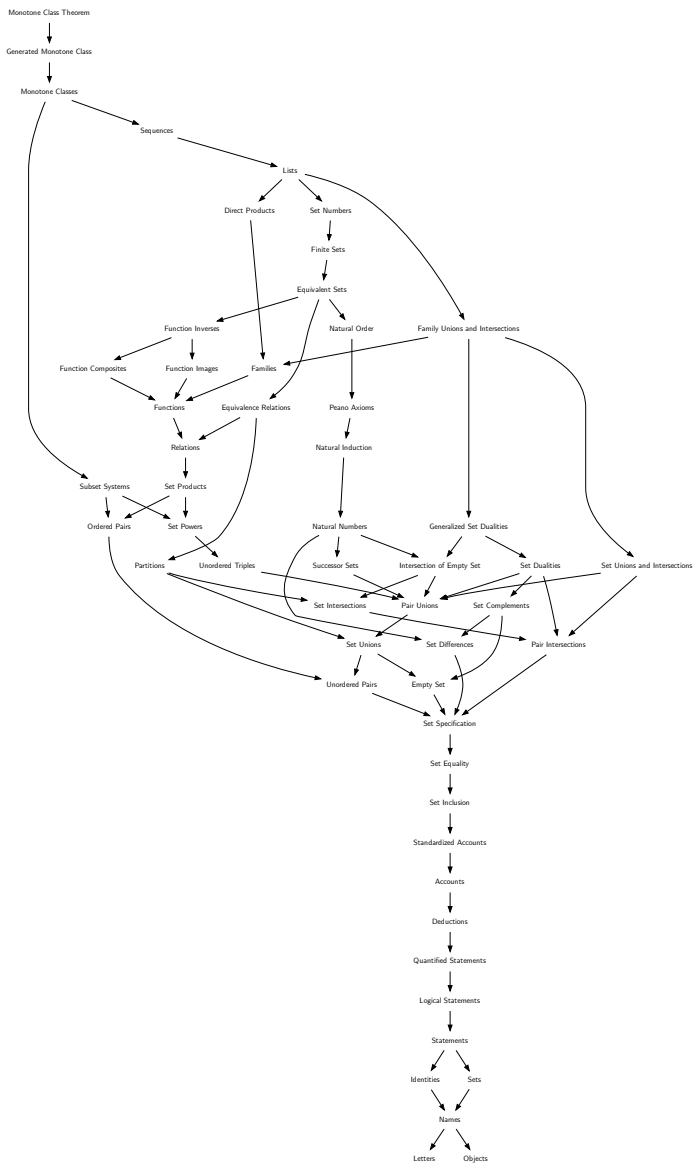 Monotone Class Theorem
Generated Monotone Class
Monotone Classes
Sequences
Lists
Direct Products
Set Numbers
Finite Sets
Equivalent Sets
Function Inverses
Natural Order
Family Unions and Intersections
Function Composites
Function Images
Families
Functions
Equivalence Relations
Peano Axioms
Relations
Natural Induction
Subset Systems
Set Products
Ordered Pairs
Set Powers
Natural Numbers
Generalized Set Dualities
Partitions
Unordered Triples
Successor Sets
Intersection of Empty Set
Set Dualities
Set Unions and Intersections
Set Intersections
Pair Unions
Set Complements
Set Unions
Set Differences
Pair Intersections
Unordered Pairs
Empty Set
Set Specification
Set Equality
Set Inclusion
Standardized Accounts
Accounts
Deductions
Quantified Statements
Logical Statements
Statements
Identities
Sets
Names
Letters
Objects